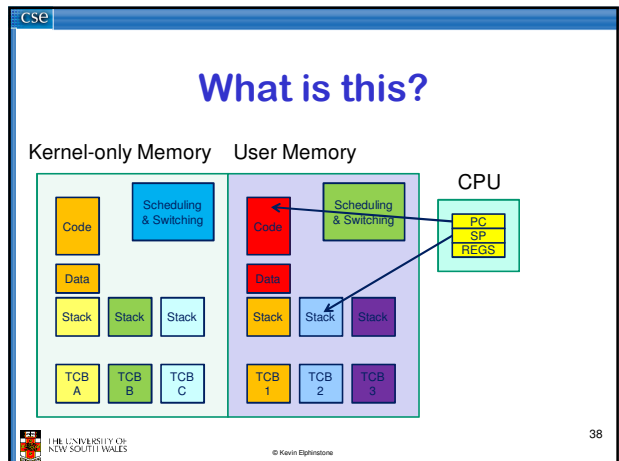 cse
What is this?
Kernel-only Memory User Memory
CPU
Code
Scheduling
& Switching
Data
Stack Stack Stack
TCB
A
TCB
B
TCB
C
Code
Scheduling
& Switching
Data
Stack Stack Stack
TCB
1
TCB
2
TCB
3
PC
SP
REGS
THE UNIVERSITY OF
NEW SOUTH WALES
© Kevin Elphinstone
38